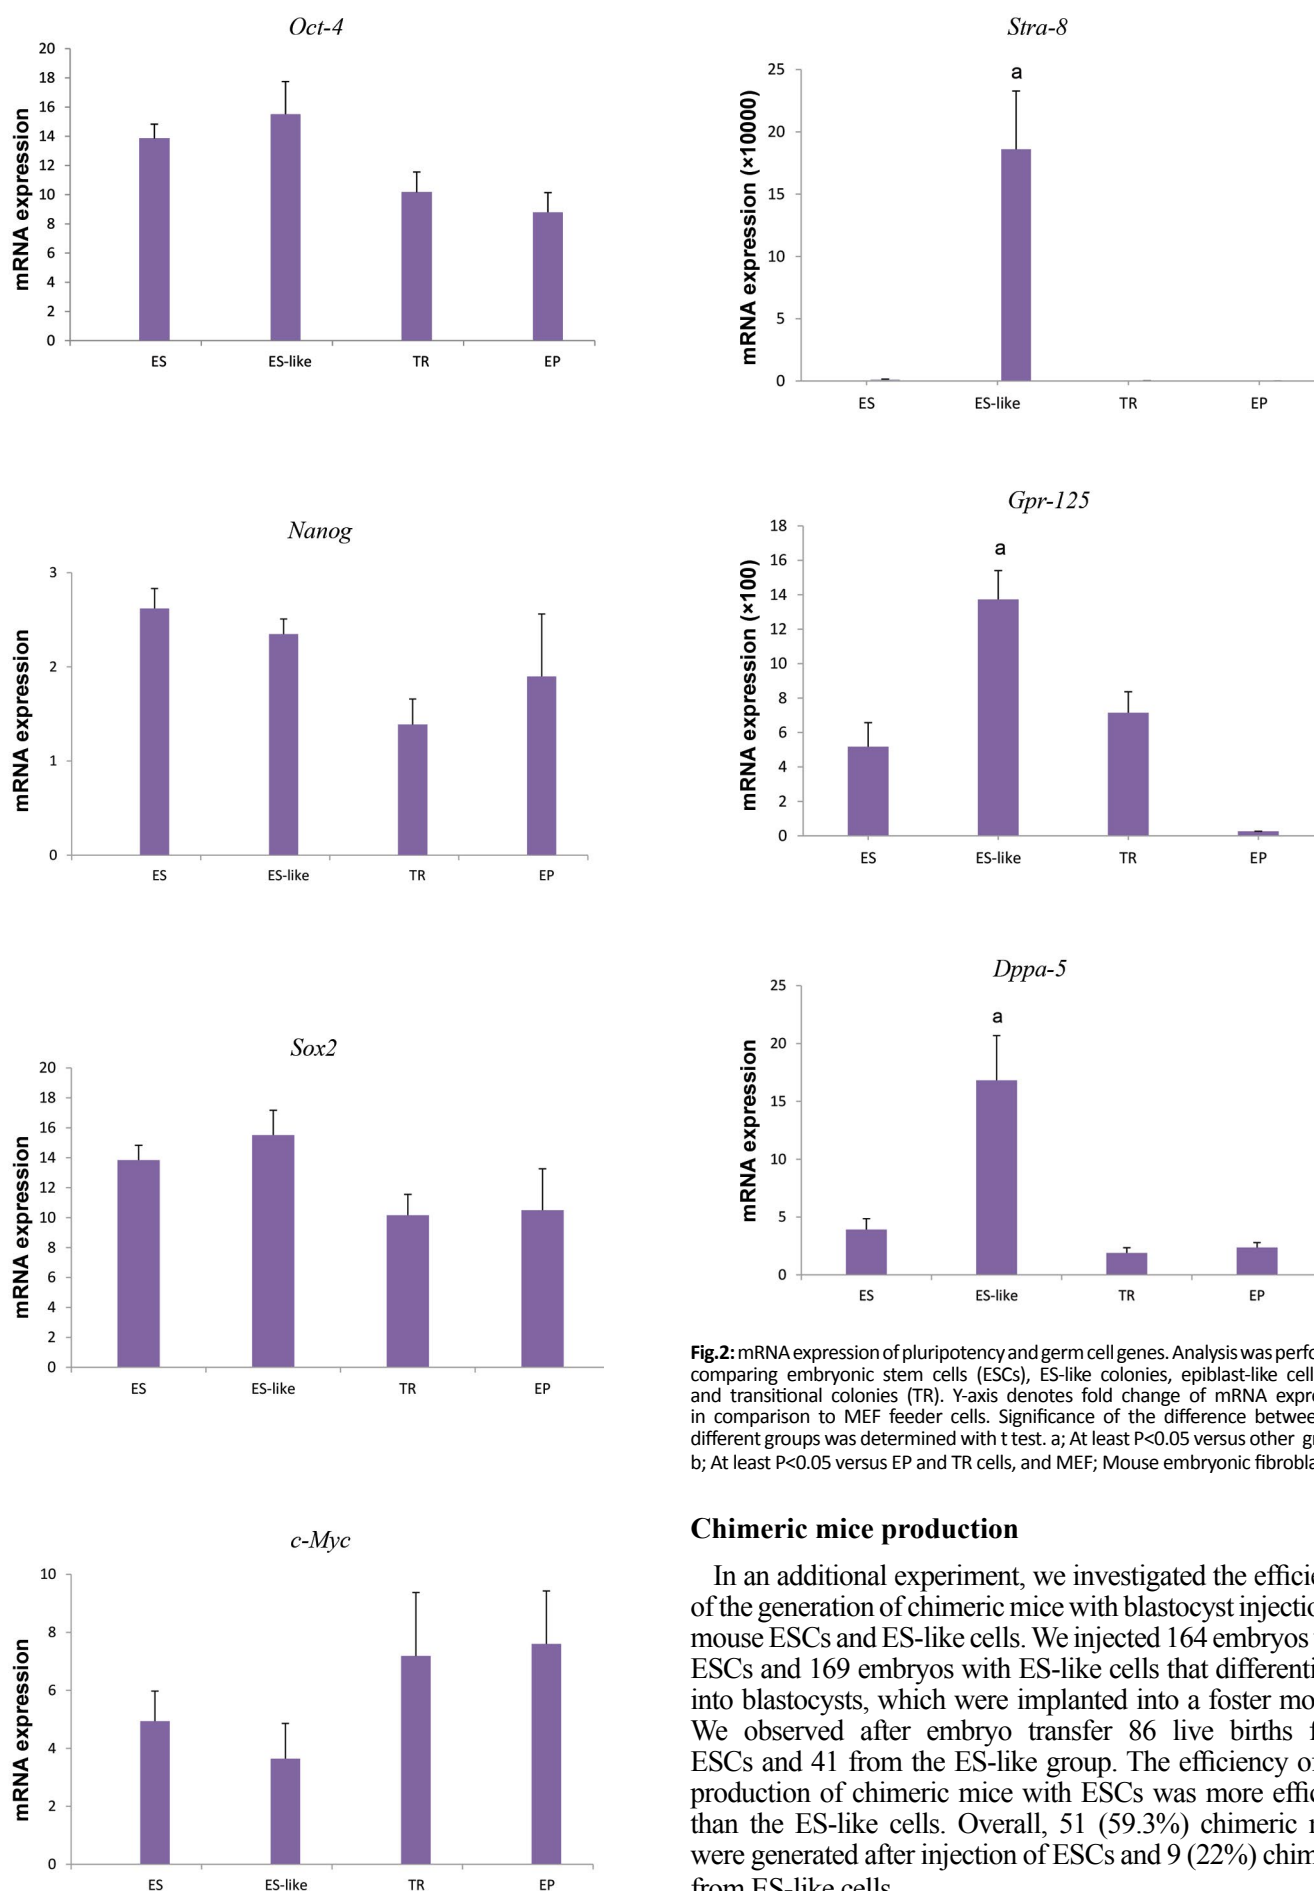 Oct-4
mRNA expression
20
18
16
14
12
10
8
6
4
2
0
ES ES-like TR EP
Nanog
mRNA expression
3
2
1
0
ES ES-like TR EP
Sox2
mRNA expression
20
18
16
14
12
10
8
6
4
2
0
ES ES-like TR EP
c-Myc
mRNA expression
10
8
6
4
2
0
ES ES-like TR EP
Stra-8
mRNA expression (×10000)
25
20
15
10
5
0
a
ES ES-like TR EP
Gpr-125
mRNA expression (×100)
18
16
14
12
10
8
6
4
2
0
a
ES ES-like TR EP
Dppa-5
mRNA expression
25
20
15
10
5
0
a
ES ES-like TR EP
Fig.2: mRNA expression of pluripotency and germ cell genes. Analysis was perfo
comparing embryonic stem cells (ESCs), ES-like colonies, epiblast-like cell
and transitional colonies (TR). Y-axis denotes fold change of mRNA expre
in comparison to MEF feeder cells. Significance of the difference betwee
different groups was determined with t test. a; At least P<0.05 versus other g
b; At least P<0.05 versus EP and TR cells, and MEF; Mouse embryonic fibrobla
Chimeric mice production
In an additional experiment, we investigated the efficie
of the generation of chimeric mice with blastocyst injectio
mouse ESCs and ES-like cells. We injected 164 embryos
ESCs and 169 embryos with ES-like cells that differenti
into blastocysts, which were implanted into a foster mo
We observed after embryo transfer 86 live births f
ESCs and 41 from the ES-like group. The efficiency o
production of chimeric mice with ESCs was more effic
than the ES-like cells. Overall, 51 (59.3%) chimeric
were generated after injection of ESCs and 9 (22%) chim
from ES-like cells